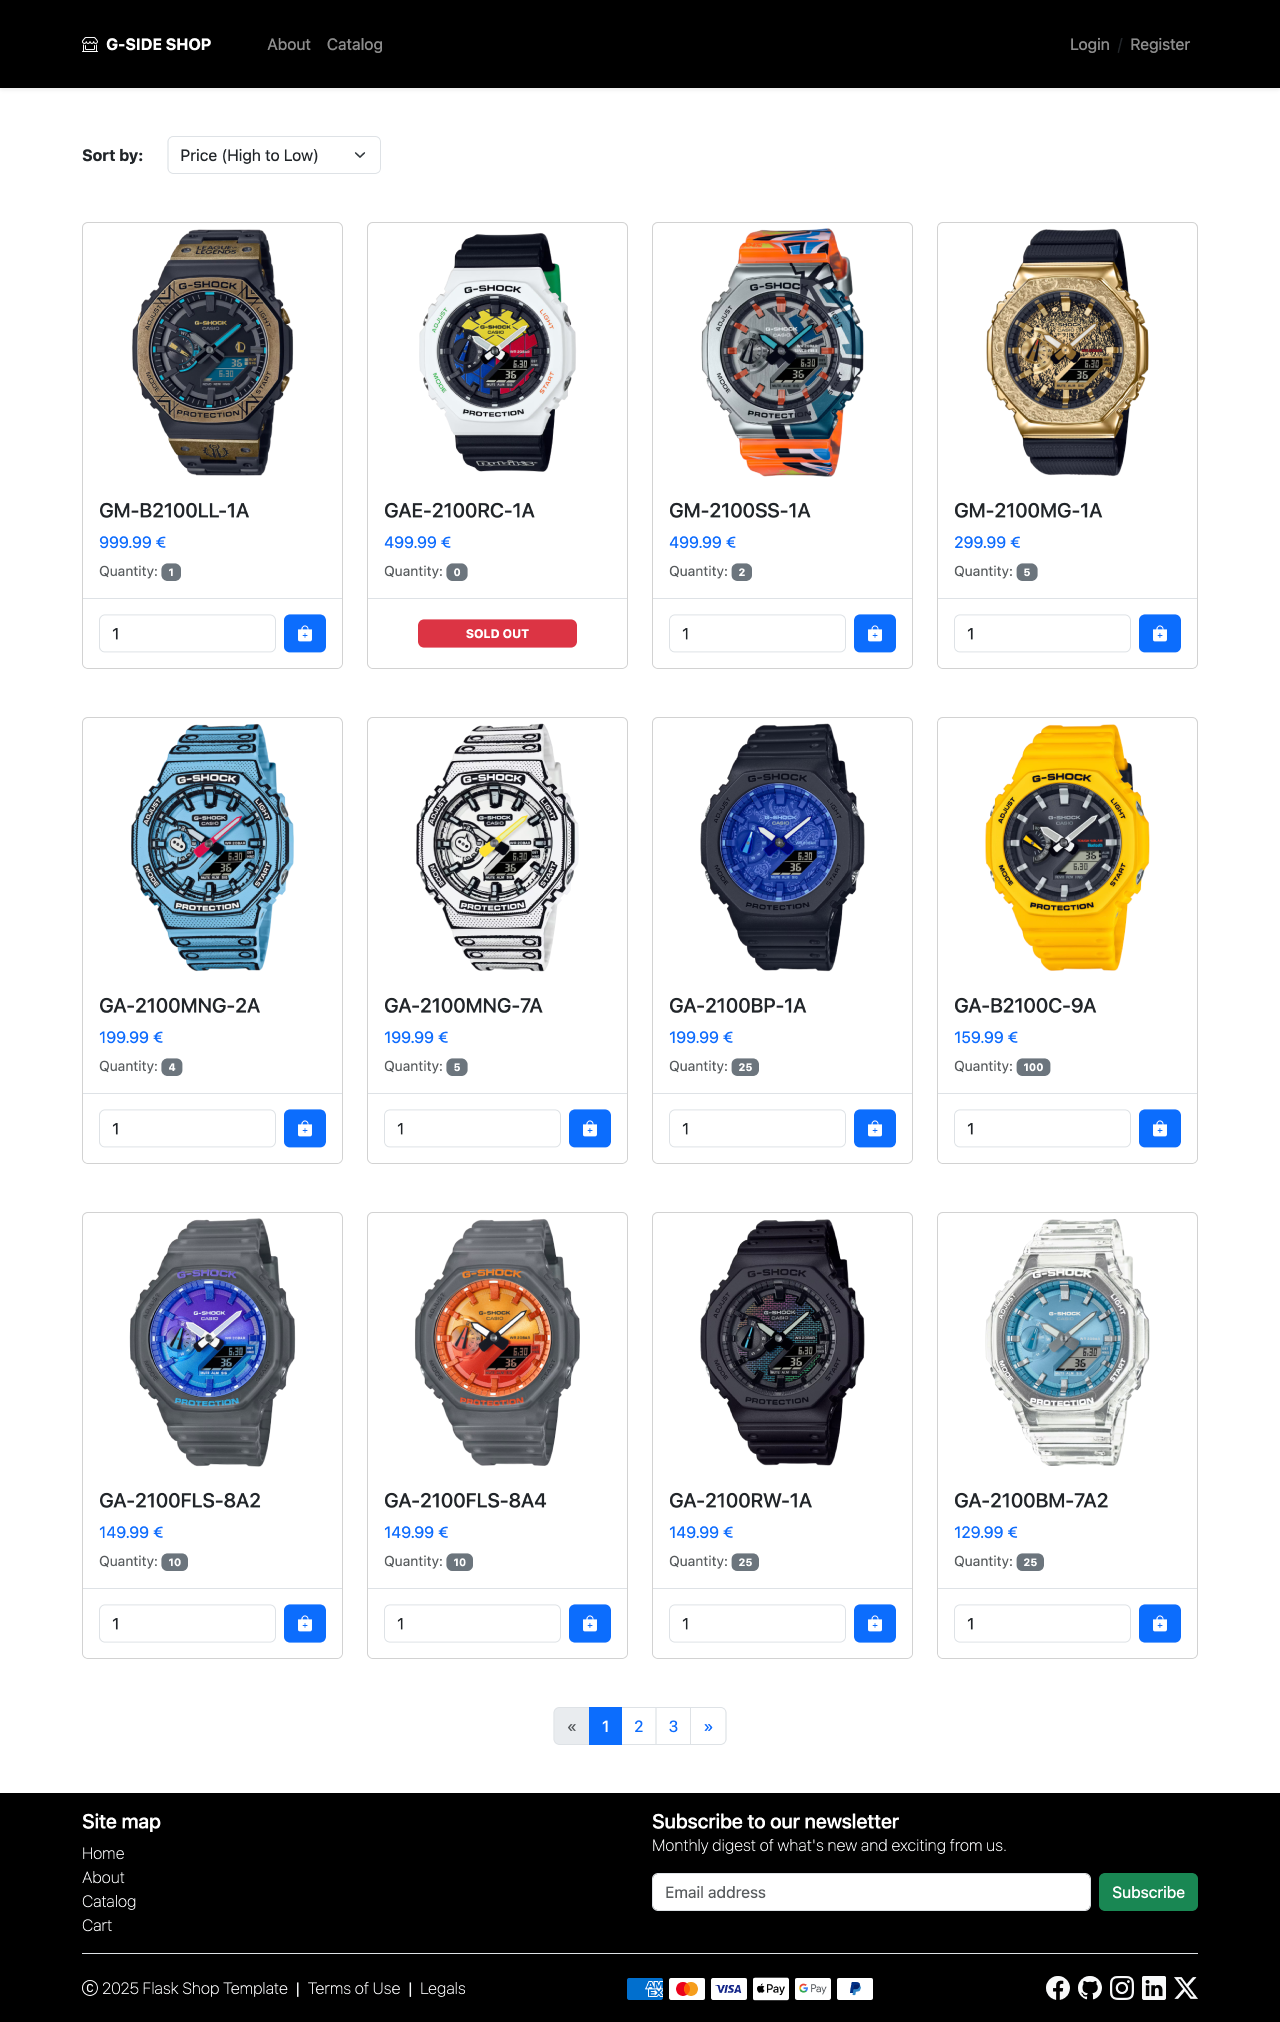 G-SIDE SHOP
About
Catalog
Login / Register
Sort by:
Price (High to Low)
GM-B2100LL-1A
999.99 €
Quantity: 1
1
GAE-2100RC-1A
499.99 €
Quantity: 0
SOLD OUT
GM-2100SS-1A
499.99 €
Quantity: 2
1
GM-2100MG-1A
299.99 €
Quantity: 5
1
GA-2100MNG-2A
199.99 €
Quantity: 4
1
GA-2100MNG-7A
199.99 €
Quantity: 5
1
GA-2100BP-1A
199.99 €
Quantity: 25
1
GA-B2100C-9A
159.99 €
Quantity: 100
1
GA-2100FLS-8A2
149.99 €
Quantity: 10
1
GA-2100FLS-8A4
149.99 €
Quantity: 10
1
GA-2100RW-1A
149.99 €
Quantity: 25
1
GA-2100BM-7A2
129.99 €
Quantity: 25
1
« 1 2 3 »
Site map
Home
About
Catalog
Cart
Subscribe to our newsletter
Monthly digest of what's new and exciting from us.
Email address
Subscribe
© 2025 Flask Shop Template | Terms of Use | Legals
AMEX
VISA
Pay
G Pay